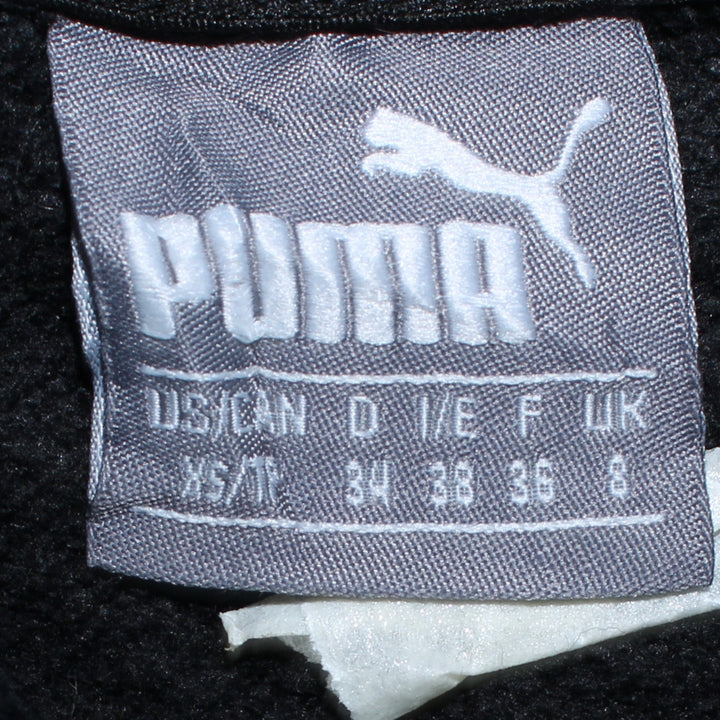 PUMA
US/CAN D I/E F UK
XS/TP 34 38 36 8